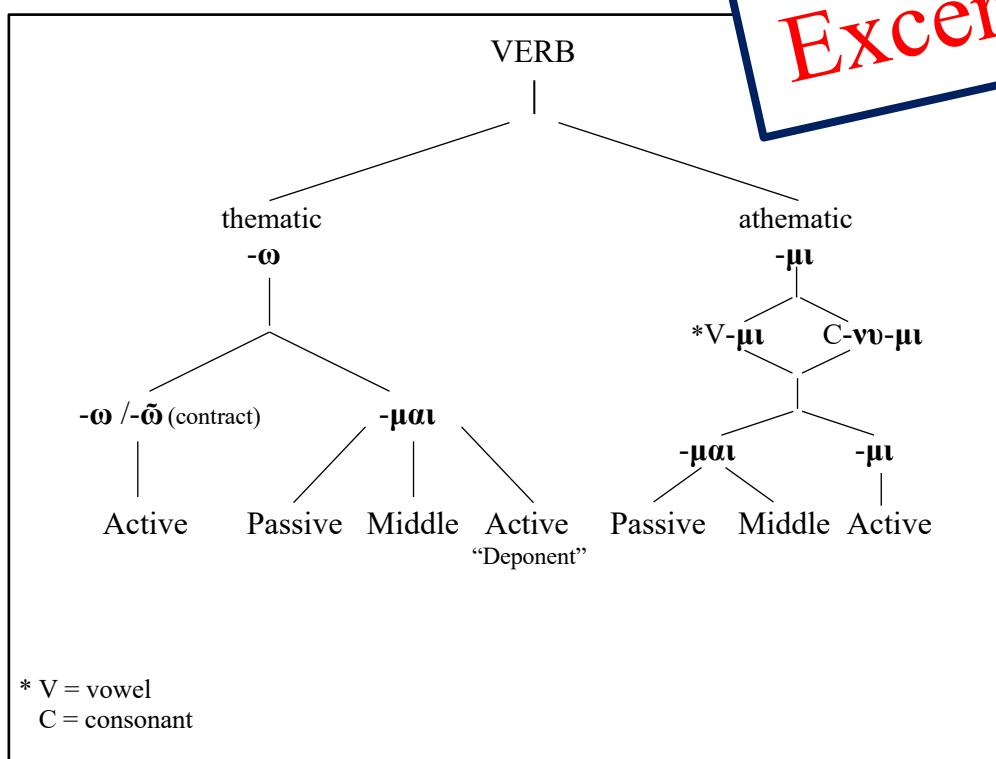 VERB
thematic athematic
-ω -μι
*V-μι C-νυ-μι
-ω /-ῶ (contract) -μαι -μαι -μι
Active Passive Middle Active Passive Middle Active
“Deponent”
* V = vowel
C = consonant